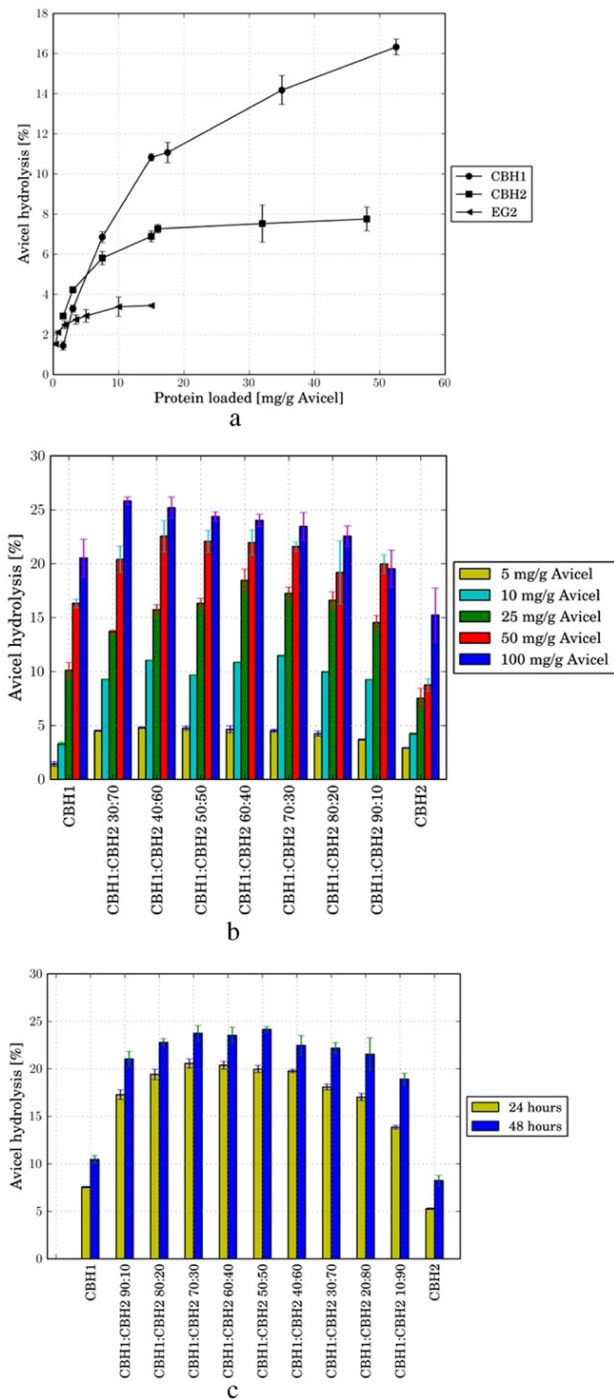 16
14
12
10
8
6
4
2
0
Avicel hydrolysis [%]
0 10 20 30 40 50 60
Protein loaded [mg/g Avicel]
CBH1
CBH2
EG2
a
30
25
20
15
10
5
0
Avicel hydrolysis [%]
CBH1
CBH1:CBH2 30:70
CBH1:CBH2 40:60
CBH1:CBH2 50:50
CBH1:CBH2 60:40
CBH1:CBH2 70:30
CBH1:CBH2 80:20
CBH1:CBH2 90:10
CBH2
5 mg/g Avicel
10 mg/g Avicel
25 mg/g Avicel
50 mg/g Avicel
100 mg/g Avicel
b
30
25
20
15
10
5
0
Avicel hydrolysis [%]
CBH1
CBH1:CBH2 90:10
CBH1:CBH2 80:20
CBH1:CBH2 70:30
CBH1:CBH2 60:40
CBH1:CBH2 50:50
CBH1:CBH2 40:60
CBH1:CBH2 30:70
CBH1:CBH2 20:80
CBH1:CBH2 10:90
CBH2
24 hours
48 hours
c